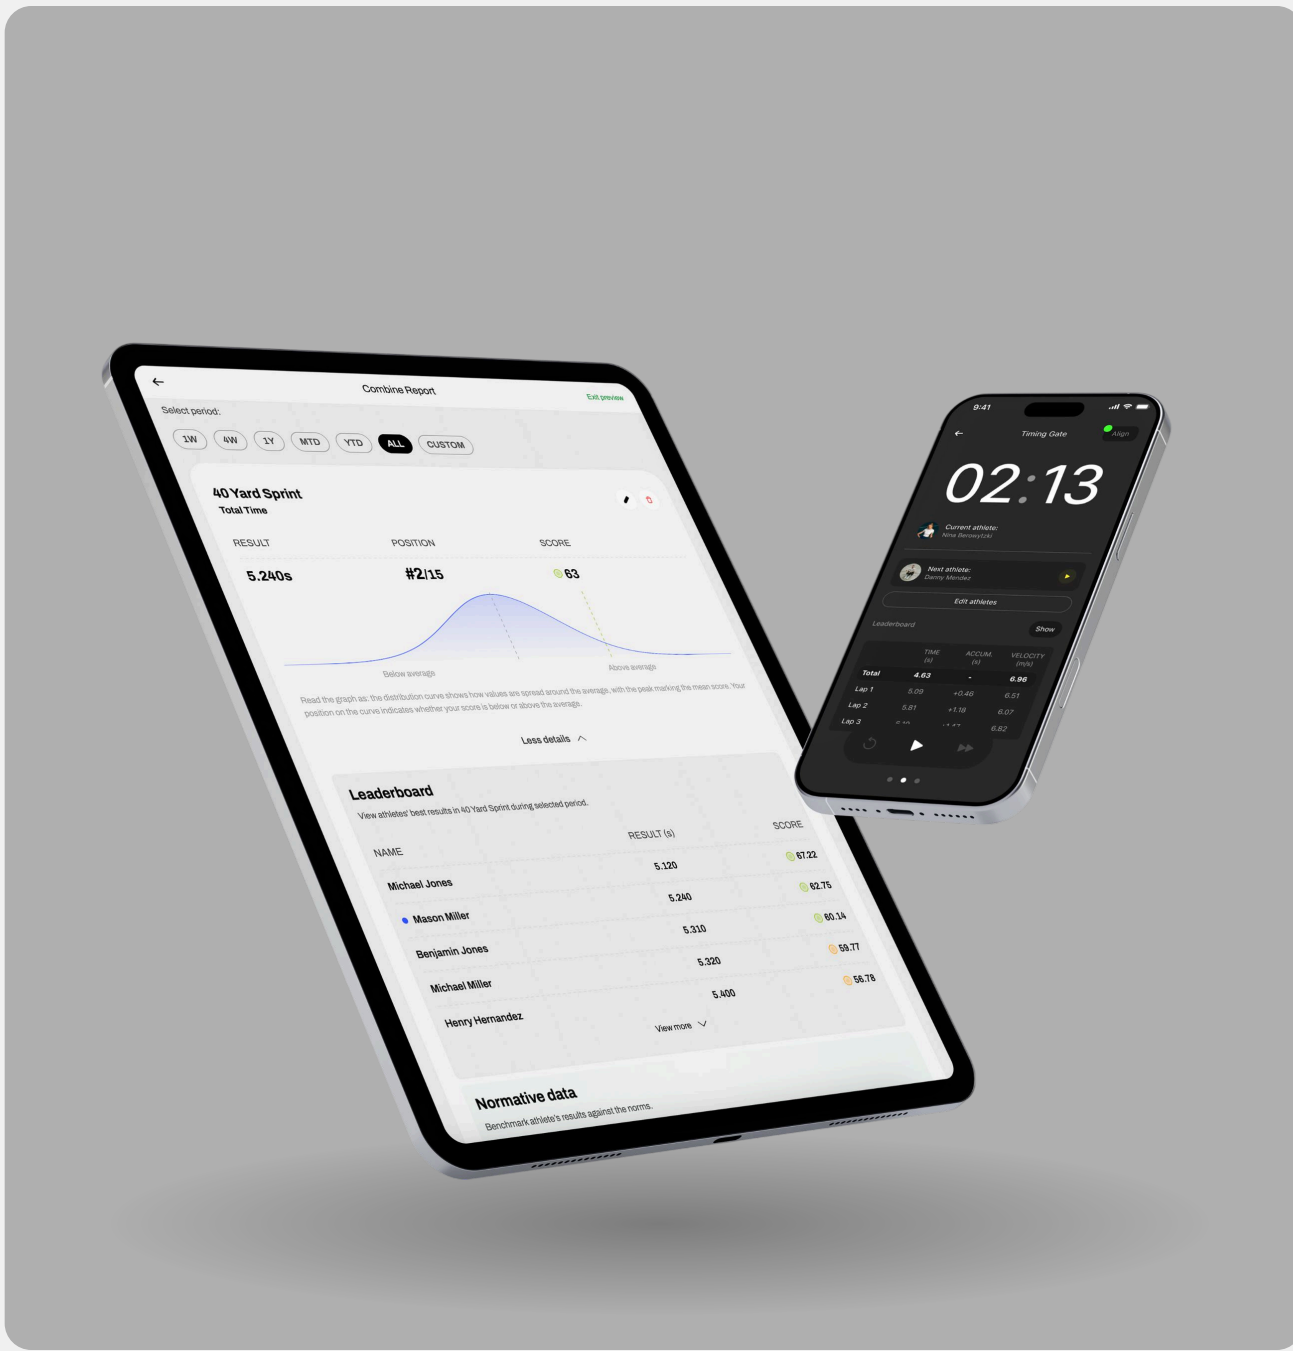 Combine Report
Exit preview
Select period:
1W 4W 1Y MTD YTD ALL CUSTOM
40 Yard Sprint
Total Time
RESULT POSITION SCORE
5.240s #2/15 63
Below average Above average
Read the graph as: the distribution curve shows how values are spread around the average, with the peak marking the mean score. Your
position on the curve indicates whether your score is below or above the average.
Less details
Leaderboard
View athletes' best results in 40 Yard Sprint during selected period.
NAME RESULT (s) SCORE
Michael Jones 5.120 67.22
Mason Miller 5.240 62.75
Benjamin Jones 5.310 60.14
Michael Miller 5.320 59.77
Henry Hernandez 5.400 56.78
View more
Normative data
Benchmark athlete's results against the norms.
9:41
Timing Gate Align
02:13
Current athlete:
Nina Berowytzki
Next athlete:
Danny Mendez
Edit athletes
Leaderboard Show
TIME ACCUM. VELOCITY
(s) (s) (m/s)
Total 4.63 - 6.96
Lap 1 5.09 +0.46 6.51
Lap 2 5.81 +1.18 6.07
Lap 3 6.82